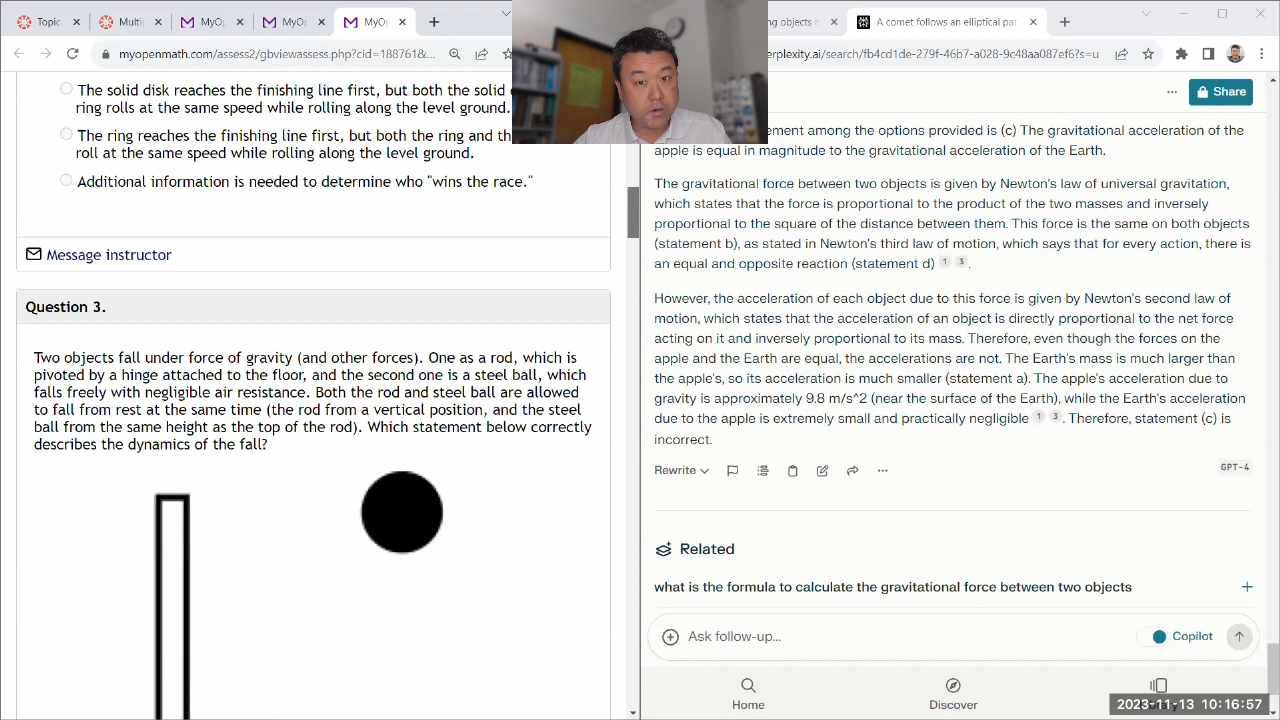 Topic
Multi
MyO
MyO
MyO
ng objects
A comet follows an elliptical pat
myopenmath.com/assess2/gbviewassess.php?cid=188761&...
erplexity.ai/search/fb4cd1de-279f-46b7-a028-9c48aa087ef6?s=u
The solid disk reaches the finishing line first, but both the solid
ring rolls at the same speed while rolling along the level ground.
The ring reaches the finishing line first, but both the ring and th
roll at the same speed while rolling along the level ground.
Additional information is needed to determine who "wins the race."
Message instructor
Question 3.
Two objects fall under force of gravity (and other forces). One as a rod, which is
pivoted by a hinge attached to the floor, and the second one is a steel ball, which
falls freely with negligible air resistance. Both the rod and steel ball are allowed
to fall from rest at the same time (the rod from a vertical position, and the steel
ball from the same height as the top of the rod). Which statement below correctly
describes the dynamics of the fall?
Share
ement among the options provided is (c) The gravitational acceleration of the
apple is equal in magnitude to the gravitational acceleration of the Earth.
The gravitational force between two objects is given by Newton's law of universal gravitation,
which states that the force is proportional to the product of the two masses and inversely
proportional to the square of the distance between them. This force is the same on both objects
(statement b), as stated in Newton's third law of motion, which says that for every action, there is
an equal and opposite reaction (statement d) 1 3 .
However, the acceleration of each object due to this force is given by Newton's second law of
motion, which states that the acceleration of an object is directly proportional to the net force
acting on it and inversely proportional to its mass. Therefore, even though the forces on the
apple and the Earth are equal, the accelerations are not. The Earth's mass is much larger than
the apple's, so its acceleration is much smaller (statement a). The apple's acceleration due to
gravity is approximately 9.8 m/s^2 (near the surface of the Earth), while the Earth's acceleration
due to the apple is extremely small and practically negligible 1 3 . Therefore, statement (c) is
incorrect.
Rewrite
GPT-4
Related
what is the formula to calculate the gravitational force between two objects
Ask follow-up...
Copilot
Home
Discover
2023-11-13 10:16:57